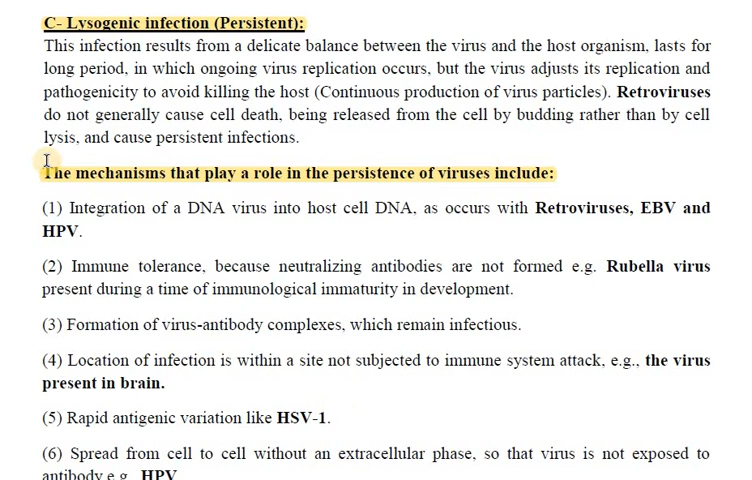 C- Lysogenic infection (Persistent):
This infection results from a delicate balance between the virus and the host organism, lasts for
long period, in which ongoing virus replication occurs, but the virus adjusts its replication and
pathogenicity to avoid killing the host (Continuous production of virus particles). Retroviruses
do not generally cause cell death, being released from the cell by budding rather than by cell
lysis, and cause persistent infections.
The mechanisms that play a role in the persistence of viruses include:
(1) Integration of a DNA virus into host cell DNA, as occurs with Retroviruses, EBV and
HPV.
(2) Immune tolerance, because neutralizing antibodies are not formed e.g. Rubella virus
present during a time of immunological immaturity in development.
(3) Formation of virus-antibody complexes, which remain infectious.
(4) Location of infection is within a site not subjected to immune system attack, e.g., the virus
present in brain.
(5) Rapid antigenic variation like HSV-1.
(6) Spread from cell to cell without an extracellular phase, so that virus is not exposed to
antibody e.g. HPV